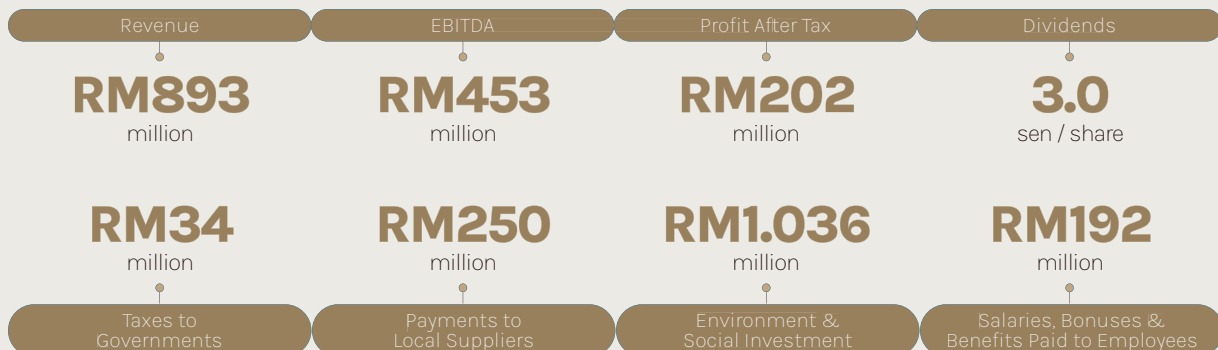 Revenue
EBITDA
Profit After Tax
Dividends
RM893
million
RM453
million
RM202
million
3.0
sen / share
RM34
million
RM250
million
RM1.036
million
RM192
million
Taxes to
Governments
Payments to
Local Suppliers
Environment &
Social Investment
Salaries, Bonuses &
Benefits Paid to Employees